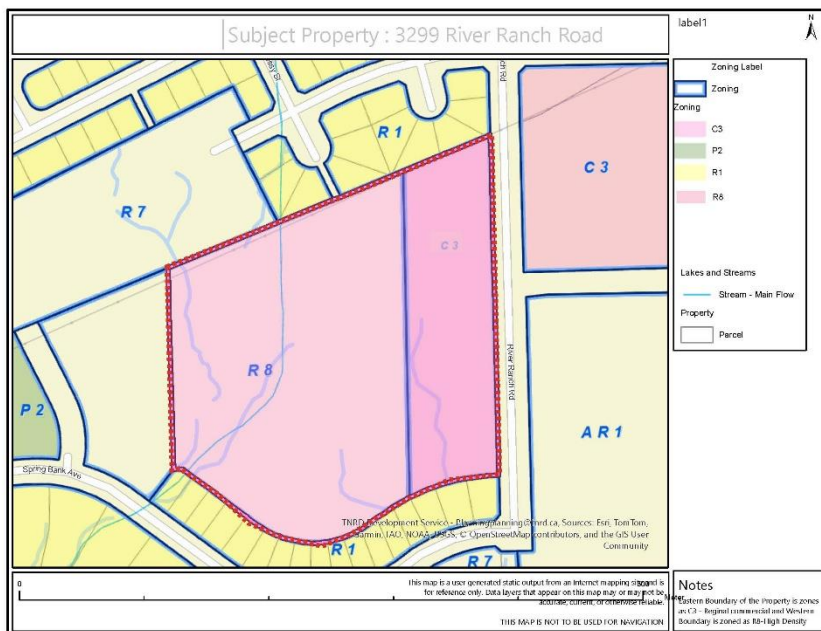 Subject Property : 3299 River Ranch Road
label1
N
Zoning Label
Zoning
Zoning
C3
P2
R1
R8
Lakes and Streams
Stream - Main Flow
Property
Parcel
R 1
R 7
C 3
C 3
R 8
River Ranch Rd
P 2
A R 1
Spring Bank Ave
R 1
R 7
TNRD Development Service - Sources: Esri, TomTom,
Garmin, FAO, NOAA, USGS, © OpenStreetMap contributors, and the GIS User
Community
0
300
Meter
This map is a user generated static output from an Internet mapping site and is
for reference only. Data layers that appear on this map may or may not be
accurate, current, or otherwise reliable.
THIS MAP IS NOT TO BE USED FOR NAVIGATION
Notes
Eastern Boundary of the Property is zones
as C3 - Reginal commercial and Western
Boundary is zoned as R8-High Density